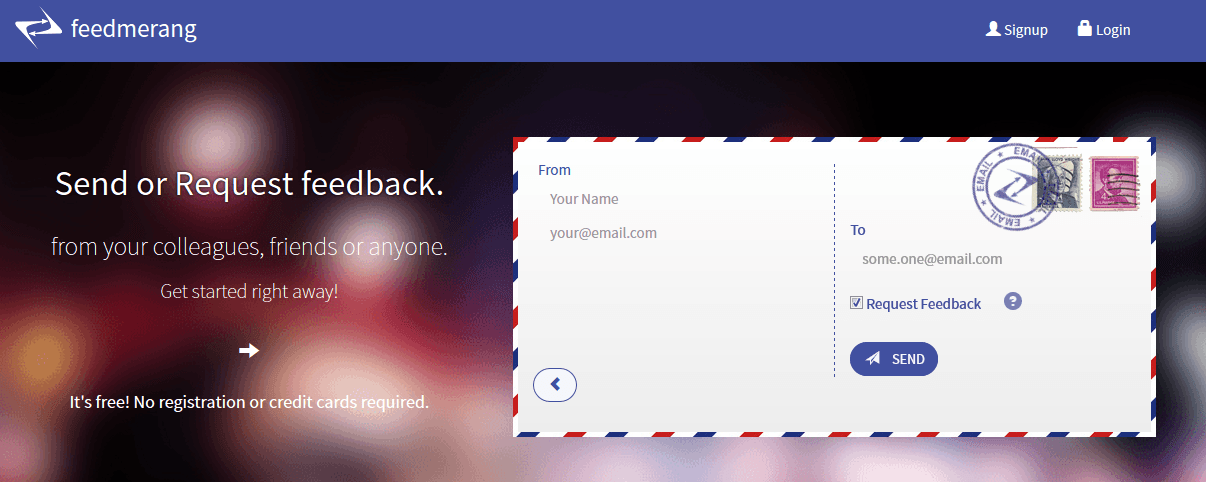 feedmerang
Signup
Login
Send or Request feedback.
from your colleagues, friends or anyone.
Get started right away!
It's free! No registration or credit cards required.
From
Your Name
your@email.com
EMAIL ★ EMAIL ★ EMAIL
To
some.one@email.com
Request Feedback
?
SEND